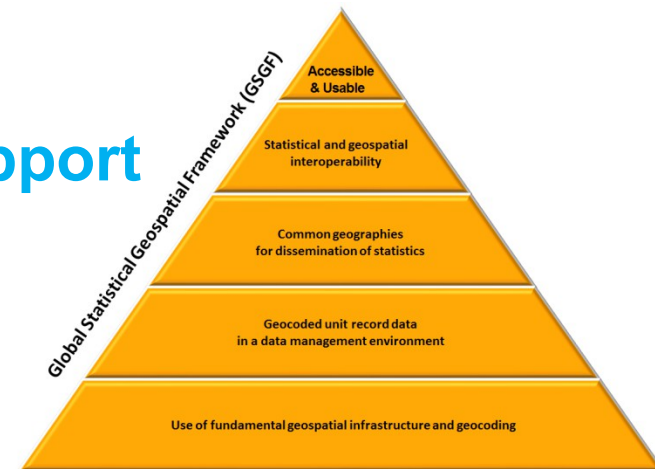 Accessible
& Usable
Global Statistical Geospatial Framework (GSGF)
pport
Statistical and geospatial
interoperability
Common geographies
for dissemination of statistics
Geocoded unit record data
in a data management environment
Use of fundamental geospatial infrastructure and geocoding